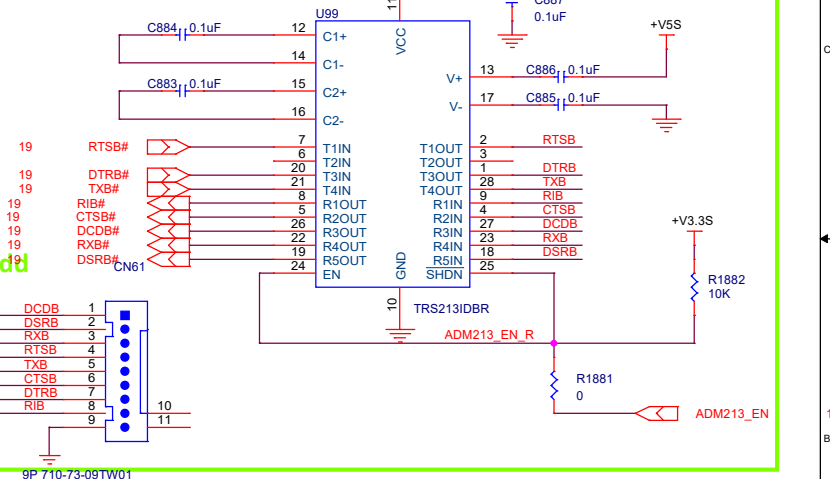 U99
C887
0.1uF
11
VCC
+V5S
C884 0.1uF 12 C1+
14 C1-
C883 0.1uF 15 C2+
16 C2-
V+ 13 C886 0.1uF
V- 17 C885 0.1uF
19 RTSB# 7 T1IN T1OUT 2 RTSB
6 T2IN T2OUT 3
19 DTRB# 20 T3IN T3OUT 1 DTRB
19 TXB# 21 T4IN T4OUT 28 TXB
19 RIB# 8 R1OUT R1IN 9 RIB
19 CTSB# 5 R2OUT R2IN 4 CTSB
19 DCDB# 26 R3OUT R3IN 27 DCDB
19 RXB# 22 R4OUT R4IN 23 RXB
19 DSRB# 19 R5OUT R5IN 18 DSRB
24 EN SHDN 25
GND
10
TRS213IDBR
dd
CN61
+V3.3S
R1882
10K
ADM213_EN_R
R1881
0
ADM213_EN
DCDB 1
DSRB 2
RXB 3
RTSB 4
TXB 5
CTSB 6
DTRB 7
RIB 8
9
10
11
9P 710-73-09TW01
C
B
1